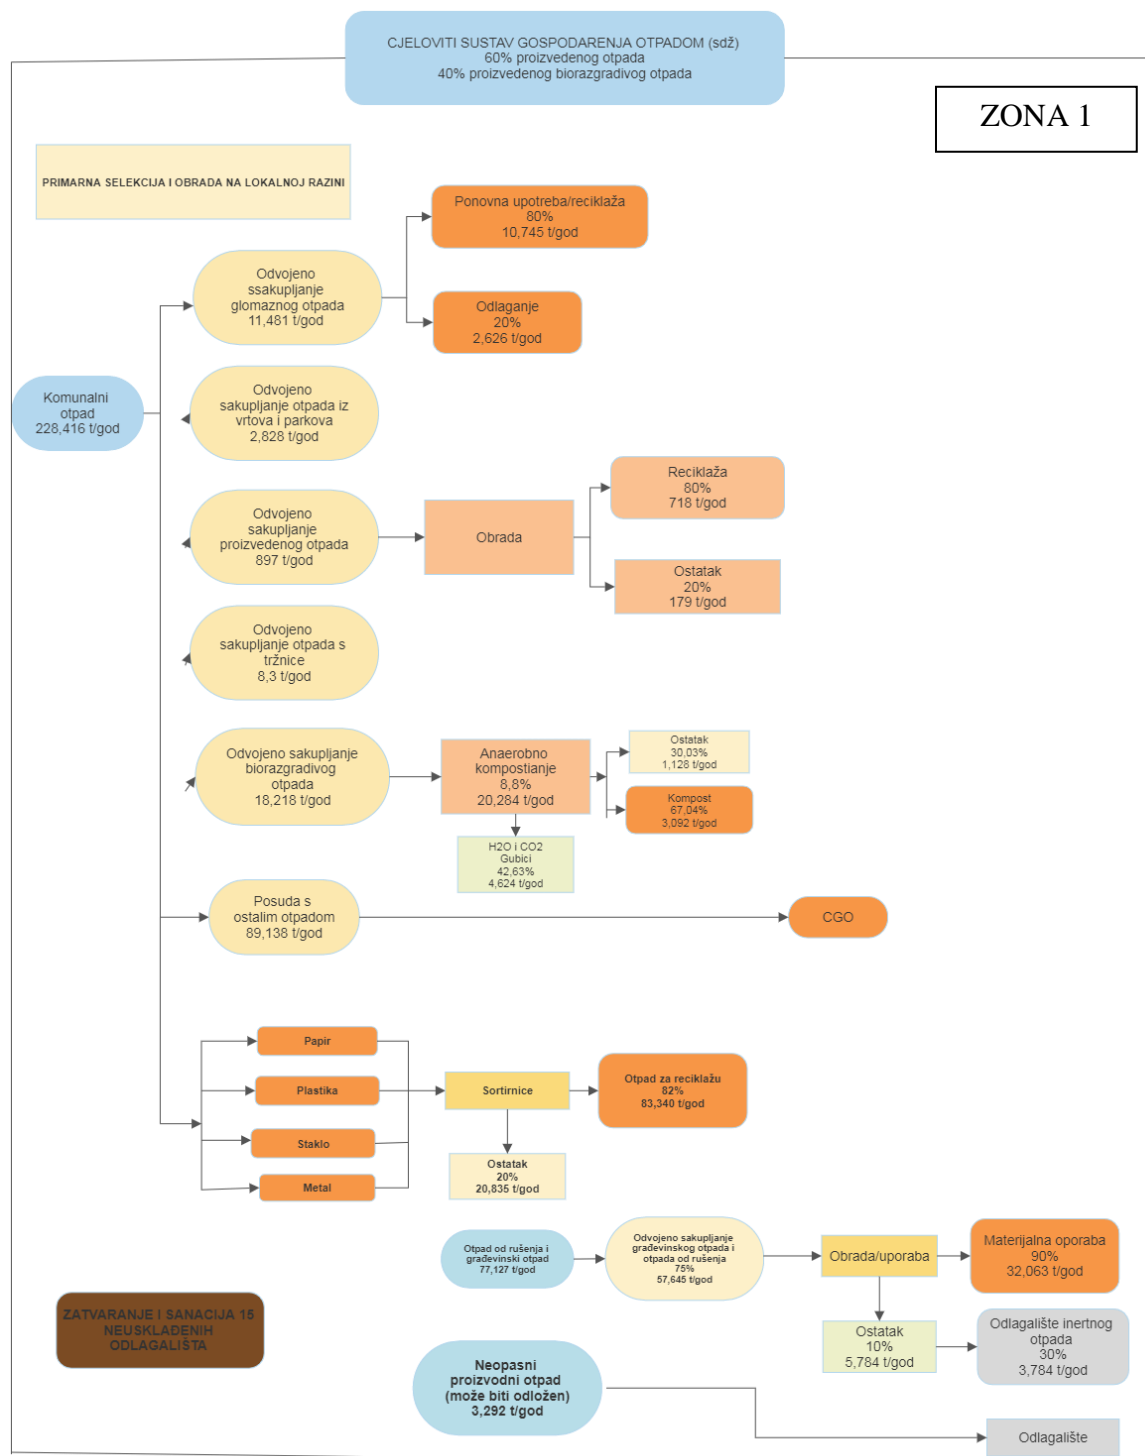 CJELOVITI SUSTAV GOSPODARENJA OTPADOM (sdž)
60% proizvedenog otpada
40% proizvedenog biorazgradivog otpada
ZONA 1
PRIMARNA SELEKCIJA I OBRADA NA LOKALNOJ RAZINI
Ponovna upotreba/reciklaža
80%
10,745 t/god
Odvojeno
ssakupljanje
glomaznog otpada
11,481 t/god
Odlaganje
20%
2,626 t/god
Komunalni
otpad
228,416 t/god
Odvojeno
sakupljanje otpada iz
vrtova i parkova
2,828 t/god
Odvojeno
sakupljanje
proizvedenog otpada
897 t/god
Obrada
Reciklaža
80%
718 t/god
Ostatak
20%
179 t/god
Odvojeno
sakupljanje otpada s
tržnice
8,3 t/god
Odvojeno sakupljanje
biorazgradivog
otpada
18,218 t/god
Anaerobno
kompostianje
8,8%
20,284 t/god
Ostatak
30,03%
1,128 t/god
Kompost
67,04%
3,092 t/god
H2O i CO2
Gubici
42,63%
4,624 t/god
Posuda s
ostalim otpadom
89,138 t/god
CGO
Papir
Plastika
Staklo
Metal
Sortirnice
Otpad za reciklažu
82%
83,340 t/god
Ostatak
20%
20,835 t/god
Otpad od rušenja i
građevinski otpad
77,127 t/god
Odvojeno sakupljanje
građevinskog otpada i
otpada od rušenja
75%
57,645 t/god
Obrada/uporaba
Materijalna oporaba
90%
32,063 t/god
Ostatak
10%
5,784 t/god
Odlagalište inertnog
otpada
30%
3,784 t/god
ZATVARANJE I SANACIJA 15
NEUSKLAĐENIH
ODLAGALIŠTA
Neopasni
proizvodni otpad
(može biti odložen)
3,292 t/god
Odlagalište